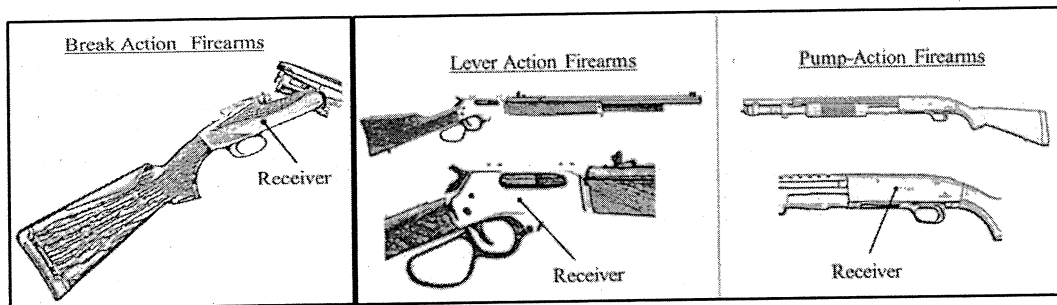 Break Action Firearms
Receiver
Lever Action Firearms
Receiver
Pump-Action Firearms
Receiver